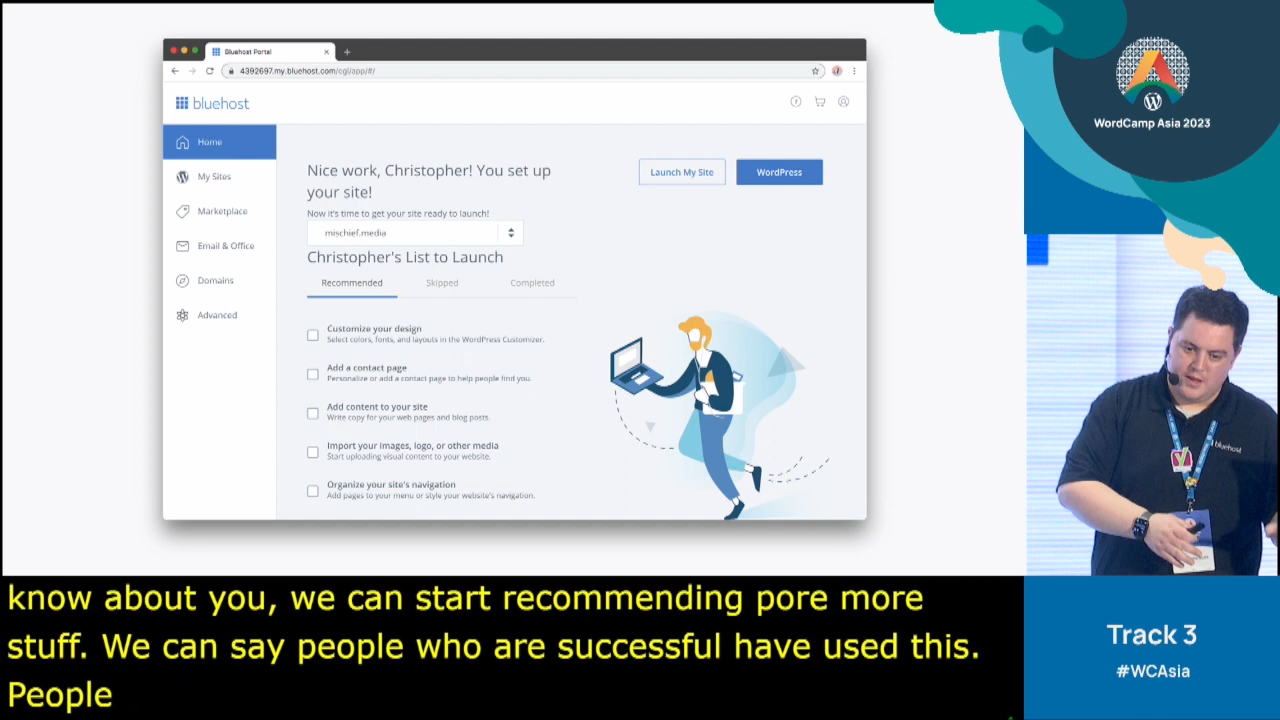 Bluehost Portal
4392697.my.bluehost.com/cgi/app/#/
bluehost
Home
My Sites
Marketplace
Email & Office
Domains
Advanced
Nice work, Christopher! You set up
your site!
Now it's time to get your site ready to launch!
mischief.media
Launch My Site
WordPress
Christopher's List to Launch
Recommended
Skipped
Completed
Customize your design
Select colors, fonts, and layouts in the WordPress Customizer.
Add a contact page
Personalize or add a contact page to help people find you.
Add content to your site
Write copy for your web pages and blog posts.
Import your images, logo, or other media
Start uploading visual content to your website.
Organize your site's navigation
Add pages to your menu or style your website's navigation.
WordCamp Asia 2023
bluehost
know about you, we can start recommending pore more
stuff. We can say people who are successful have used this.
People
Track 3
#WCAsia